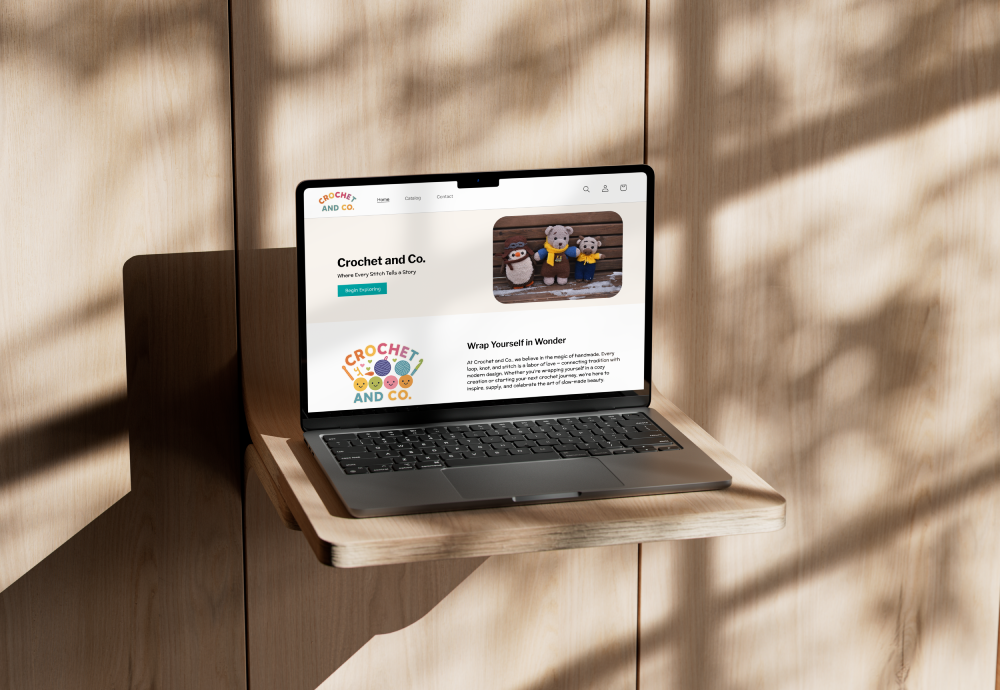 CROCHET
AND CO.
Home
Catalog
Contact
Crochet and Co.
Where Every Stitch Tells a Story
Begin Exploring
CROCHET
AND CO.
Wrap Yourself in Wonder
At Crochet and Co., we believe in the magic of handmade. Every
loop, knot, and stitch is a labor of love — connecting tradition with
modern design. Whether you're wrapping yourself in a cozy
creation or starting your next crochet journey, we're here to
inspire, supply, and celebrate the art of slow-made beauty.